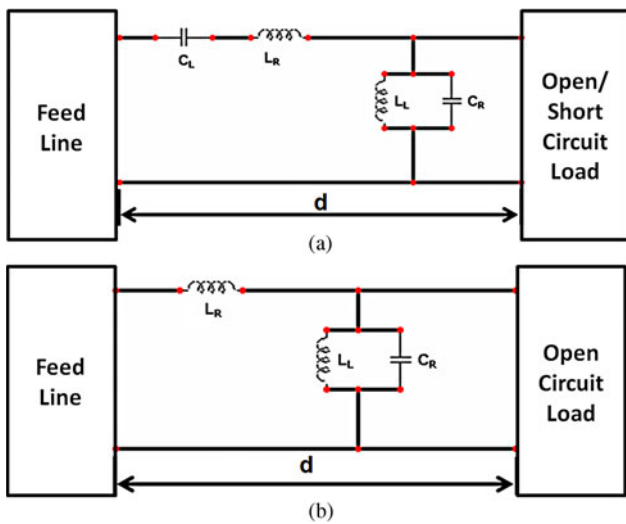 Feed
Line
C_L
L_R
L_L
C_R
Open/
Short
Circuit
Load
d
(a)
Feed
Line
L_R
L_L
C_R
Open
Circuit
Load
d
(b)